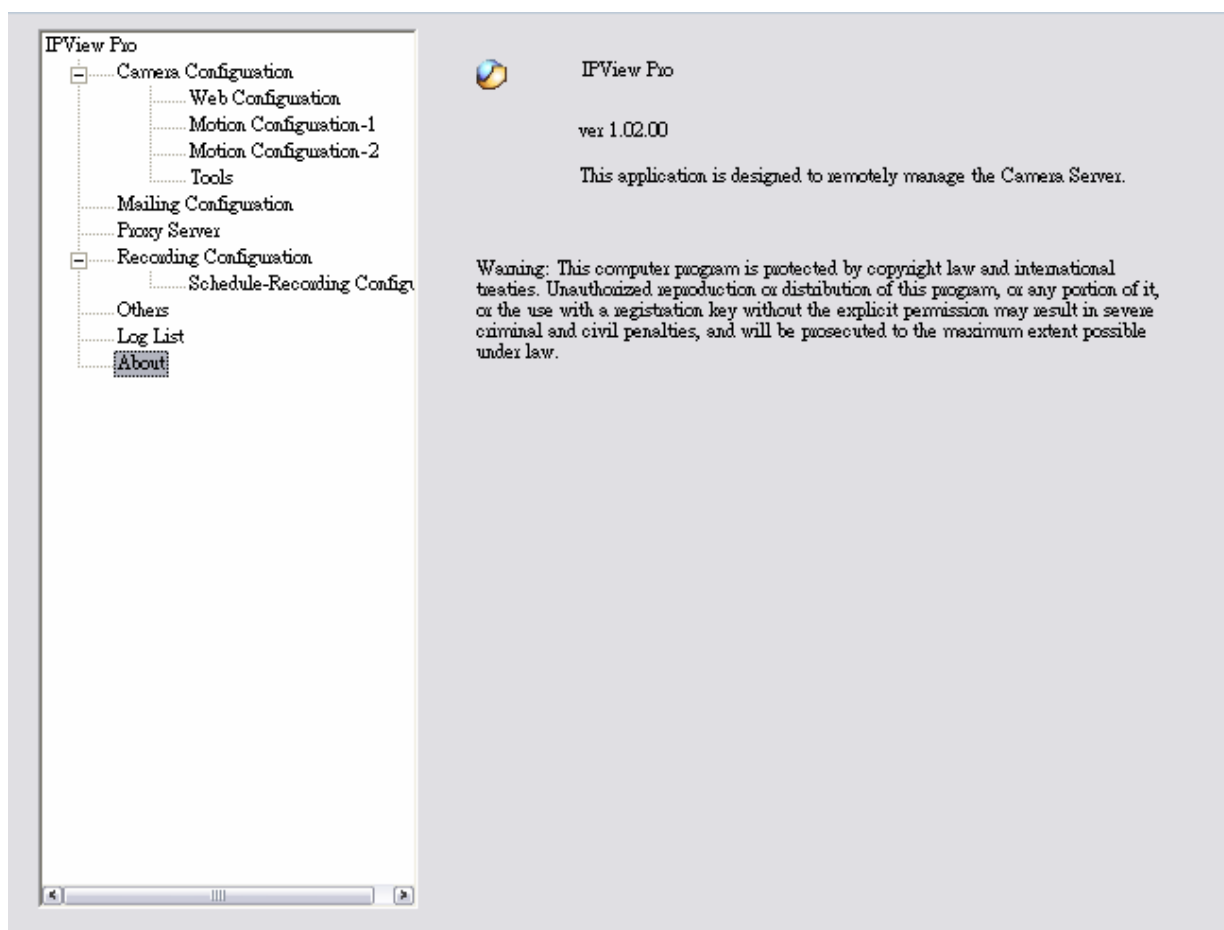 IPView Pro
Camera Configuration
Web Configuration
Motion Configuration-1
Motion Configuration-2
Tools
Mailing Configuration
Proxy Server
Recording Configuration
Schedule-Recording Configu
Others
Log List
About
IPView Pro
ver 1.02.00
This application is designed to remotely manage the Camera Server.
Warning: This computer program is protected by copyright law and international
treaties. Unauthorized reproduction or distribution of this program, or any portion of it,
or the use with a registration key without the explicit permission may result in severe
criminal and civil penalties, and will be prosecuted to the maximum extent possible
under law.